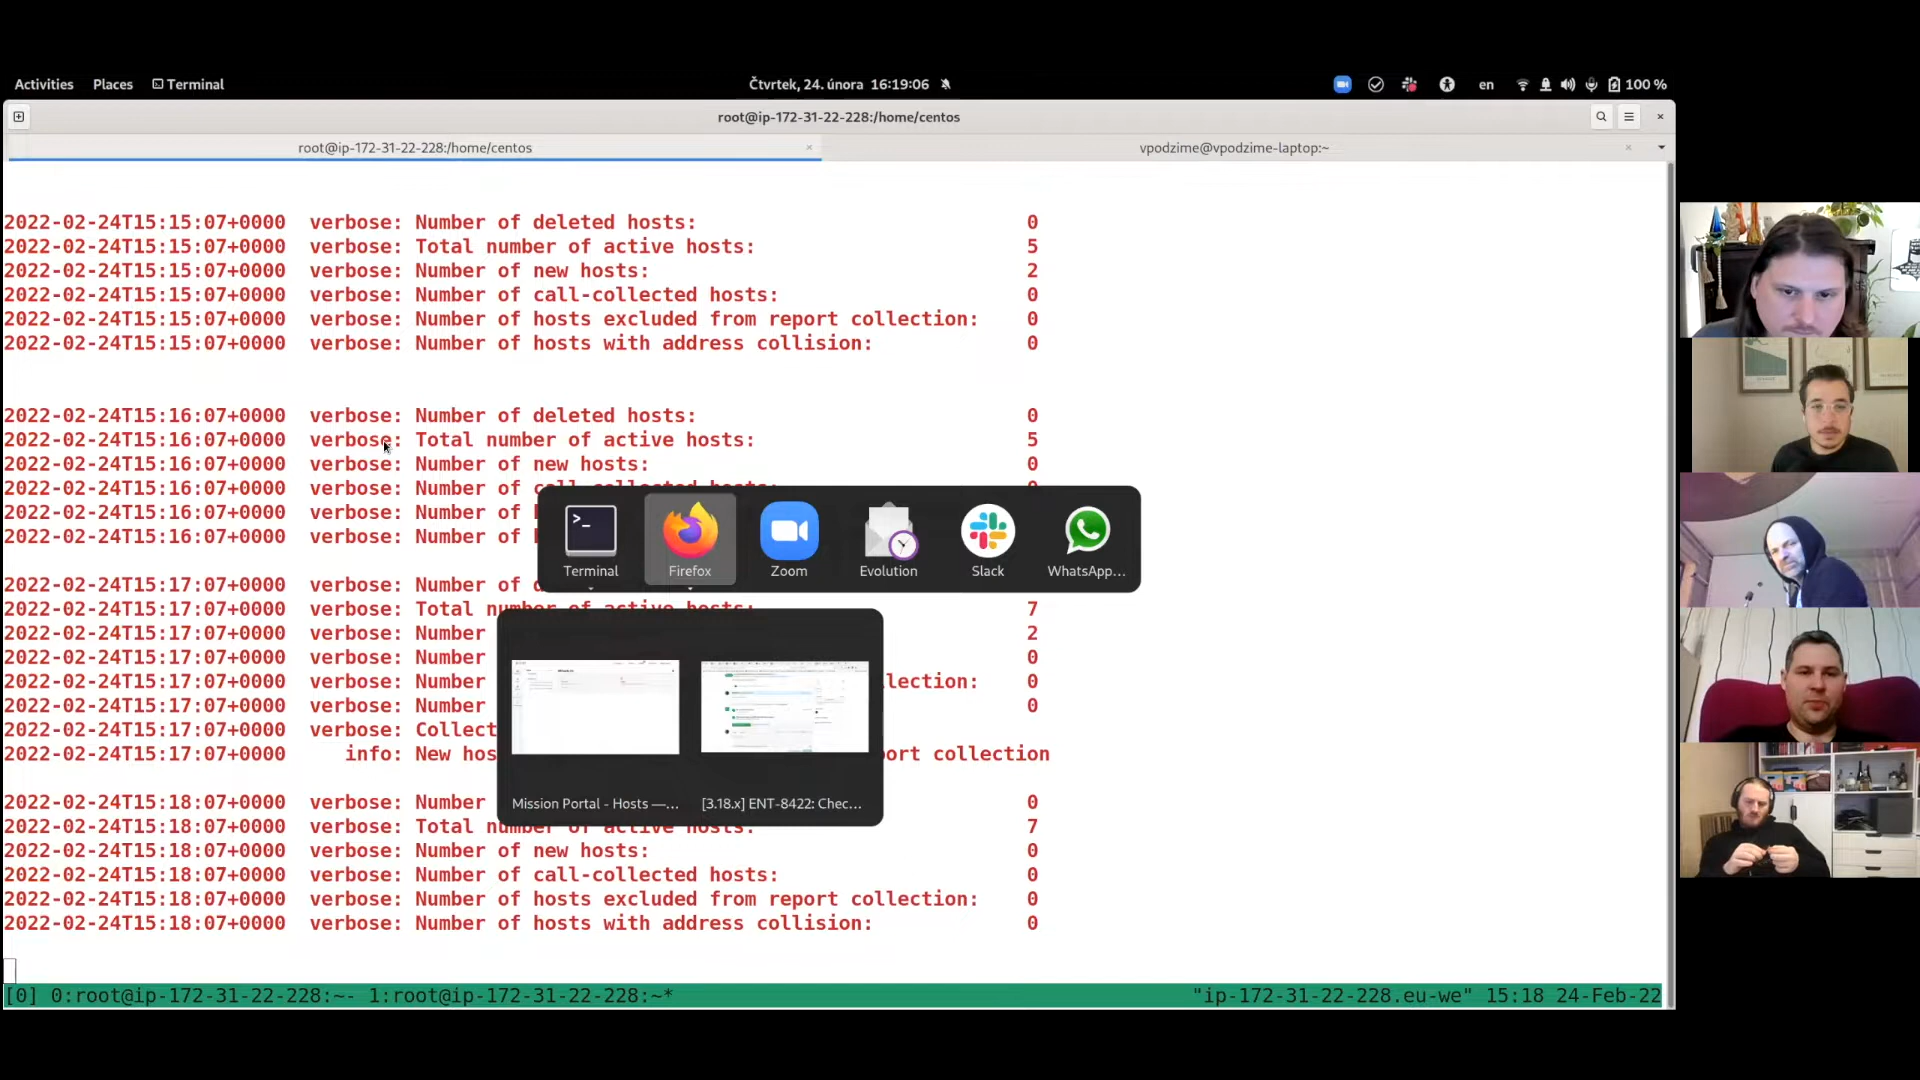 Activities Places Terminal Čtvrtek, 24. února 16:19:06 en 100 %
root@ip-172-31-22-228:/home/centos
root@ip-172-31-22-228:/home/centos × vpodzime@vpodzime-laptop:~ ×
2022-02-24T15:15:07+0000 verbose: Number of deleted hosts: 0
2022-02-24T15:15:07+0000 verbose: Total number of active hosts: 5
2022-02-24T15:15:07+0000 verbose: Number of new hosts: 2
2022-02-24T15:15:07+0000 verbose: Number of call-collected hosts: 0
2022-02-24T15:15:07+0000 verbose: Number of hosts excluded from report collection: 0
2022-02-24T15:15:07+0000 verbose: Number of hosts with address collision: 0
2022-02-24T15:16:07+0000 verbose: Number of deleted hosts: 0
2022-02-24T15:16:07+0000 verbose: Total number of active hosts: 5
2022-02-24T15:16:07+0000 verbose: Number of new hosts: 0
2022-02-24T15:16:07+0000 verbose: Number of call-collected hosts:
2022-02-24T15:16:07+0000 verbose: Number of
2022-02-24T15:16:07+0000 verbose: Number of
Terminal Firefox Zoom Evolution Slack WhatsApp...
2022-02-24T15:17:07+0000 verbose: Number of
2022-02-24T15:17:07+0000 verbose: Total number of active hosts: 7
2022-02-24T15:17:07+0000 verbose: Number 2
2022-02-24T15:17:07+0000 verbose: Number 0
2022-02-24T15:17:07+0000 verbose: Number lection: 0
2022-02-24T15:17:07+0000 verbose: Number 0
2022-02-24T15:17:07+0000 verbose: Collect
2022-02-24T15:17:07+0000 info: New hos ort collection
Mission Portal - Hosts —... [3.18.x] ENT-8422: Chec...
2022-02-24T15:18:07+0000 verbose: Number 0
2022-02-24T15:18:07+0000 verbose: Total number of active hosts: 7
2022-02-24T15:18:07+0000 verbose: Number of new hosts: 0
2022-02-24T15:18:07+0000 verbose: Number of call-collected hosts: 0
2022-02-24T15:18:07+0000 verbose: Number of hosts excluded from report collection: 0
2022-02-24T15:18:07+0000 verbose: Number of hosts with address collision: 0
[0] 0:root@ip-172-31-22-228:~- 1:root@ip-172-31-22-228:~* "ip-172-31-22-228.eu-we" 15:18 24-Feb-22